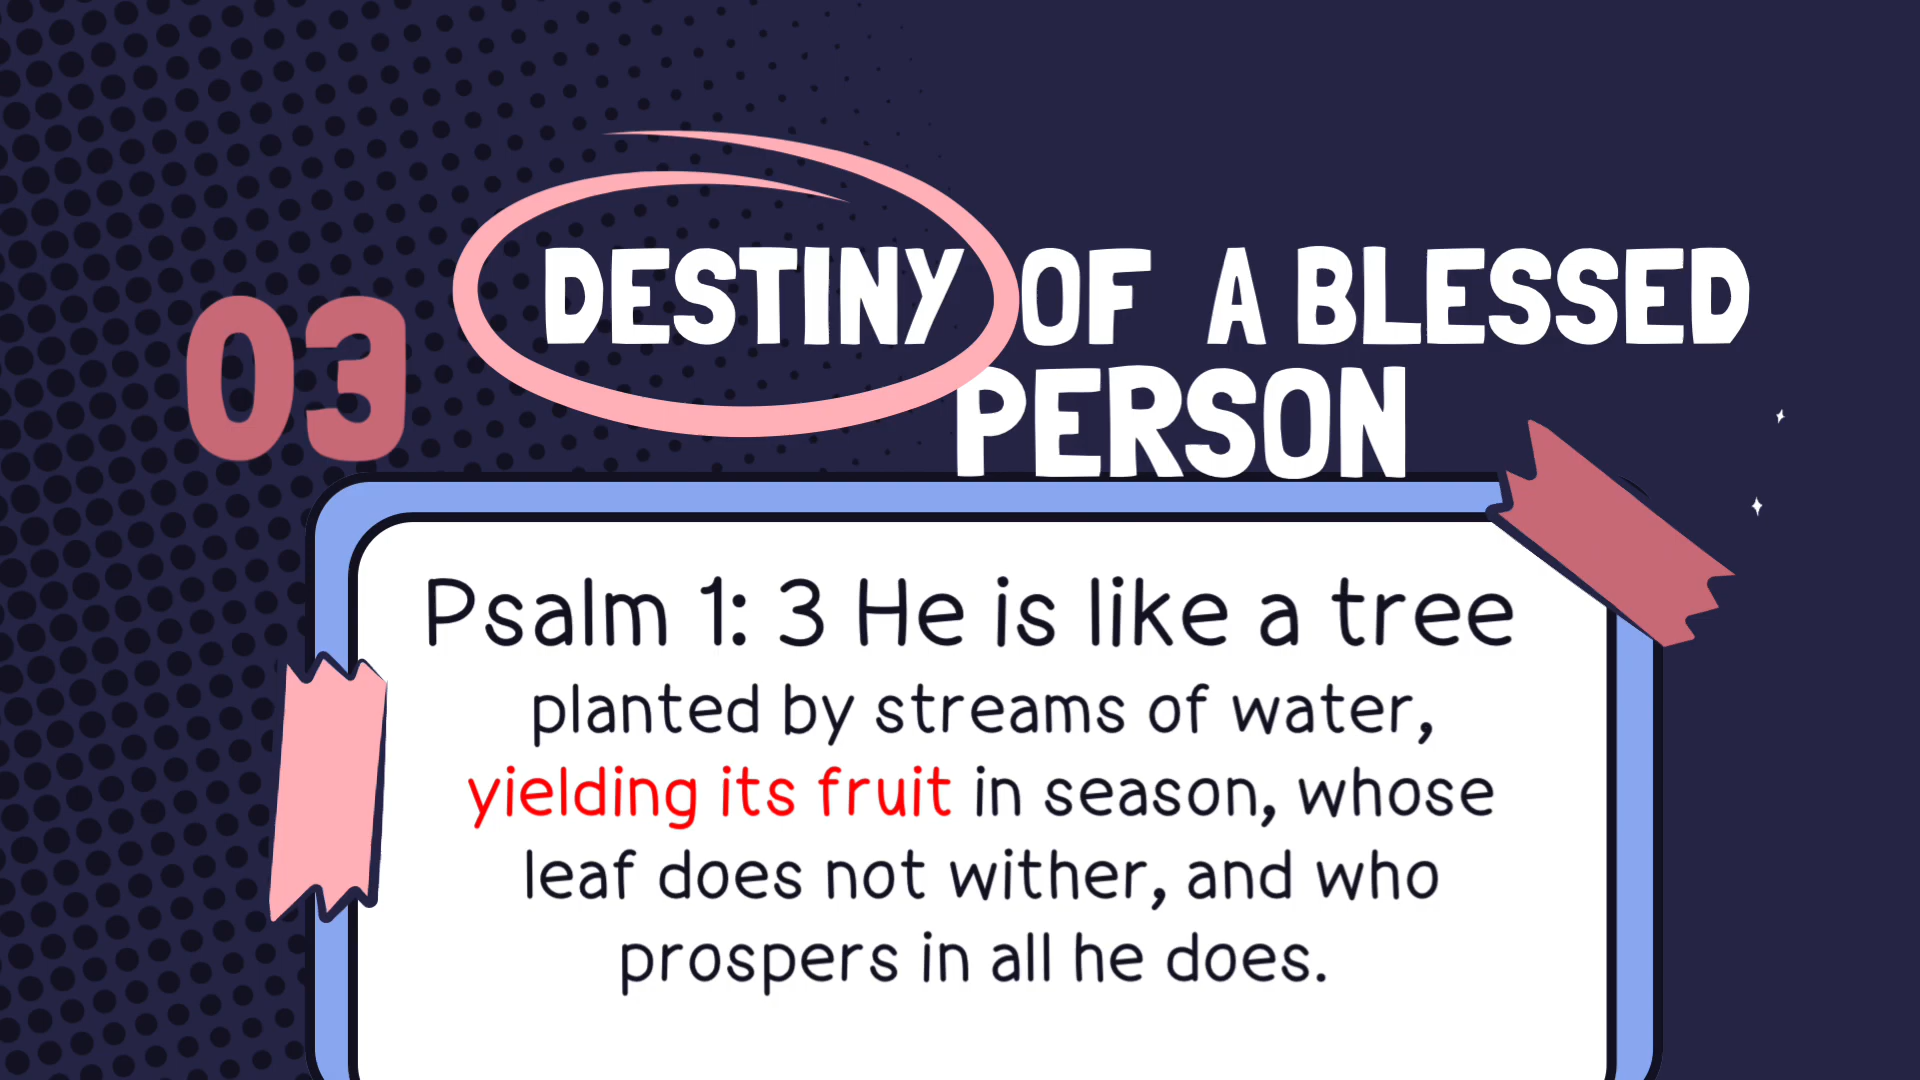 03
DESTINY OF A BLESSED
PERSON
Psalm 1: 3 He is like a tree
planted by streams of water,
yielding its fruit in season, whose
leaf does not wither, and who
prospers in all he does.